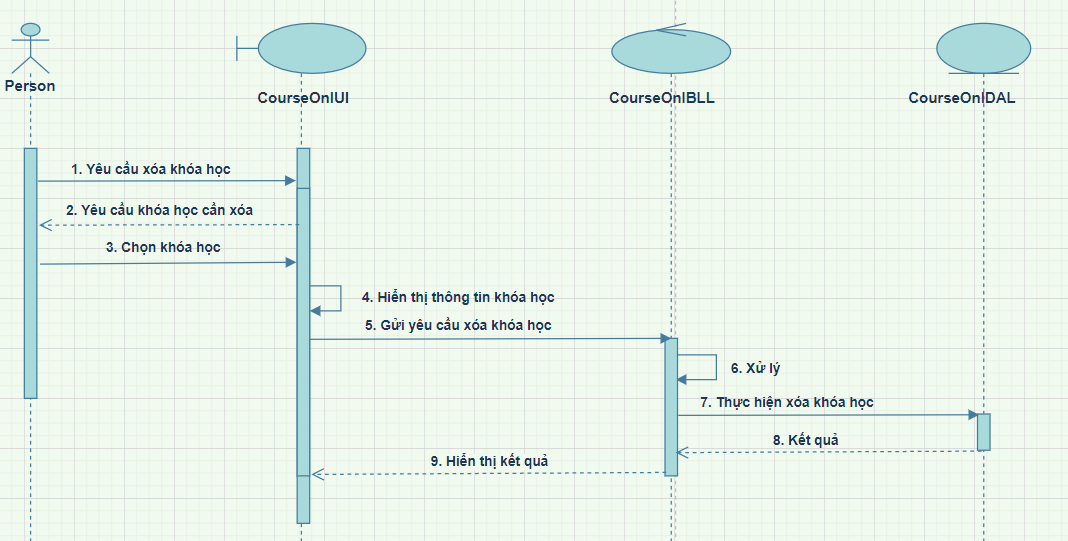 Person
CourseOnlUI
CourseOnlBLL
CourseOnlDAL
1. Yêu cầu xóa khóa học
2. Yêu cầu khóa học cần xóa
3. Chọn khóa học
4. Hiển thị thông tin khóa học
5. Gửi yêu cầu xóa khóa học
6. Xử lý
7. Thực hiện xóa khóa học
8. Kết quả
9. Hiển thị kết quả